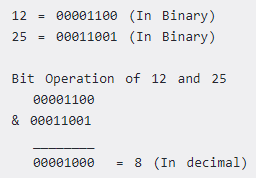 12 = 00001100 (In Binary)
25 = 00011001 (In Binary)
Bit Operation of 12 and 25
00001100
& 00011001
________
00001000 = 8 (In decimal)